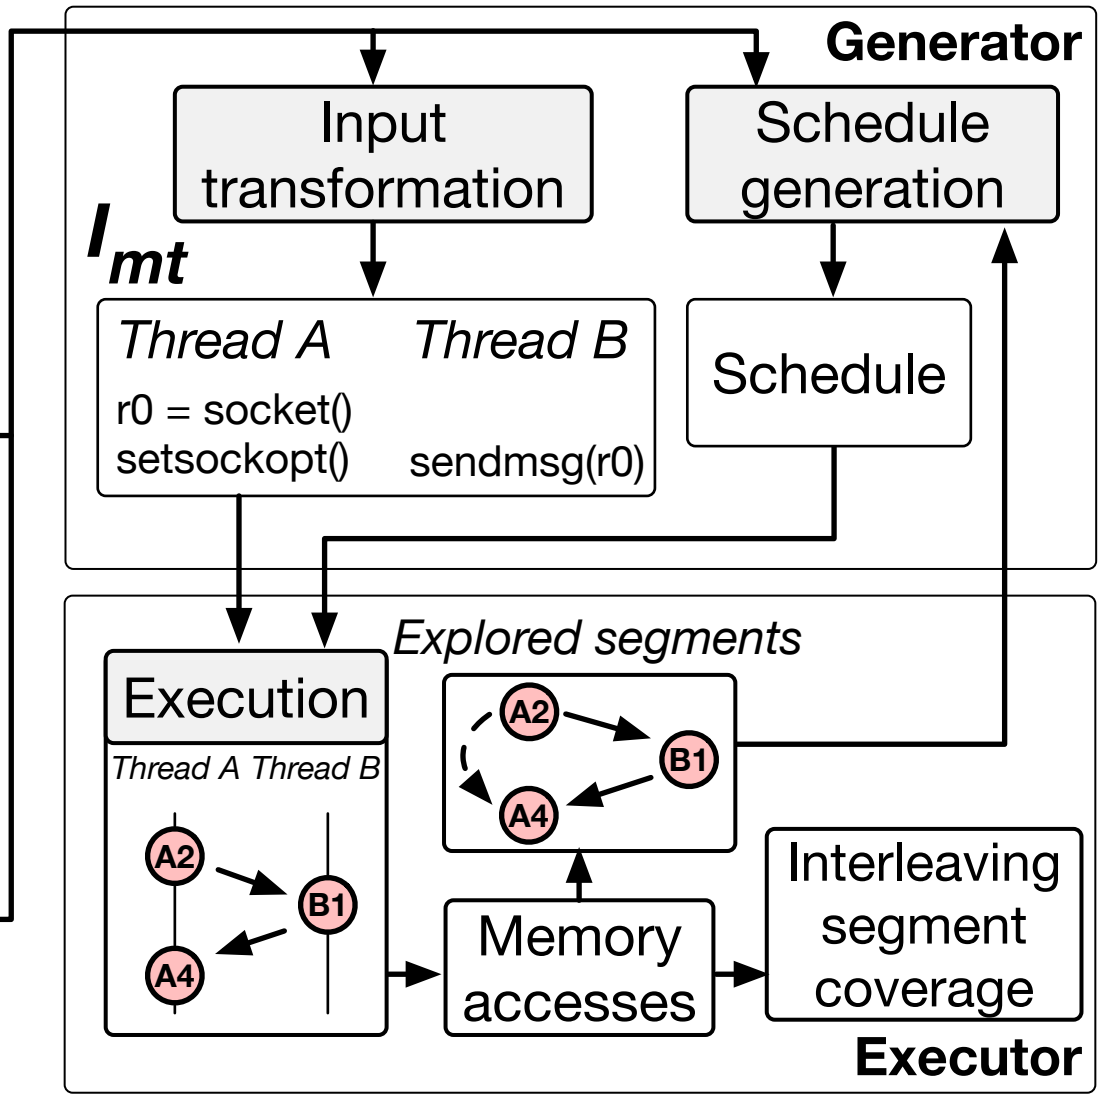 Generator
Input
transformation
Schedule
generation
I_mt
Thread A Thread B
r0 = socket()
setsockopt() sendmsg(r0)
Schedule
Explored segments
Execution
Thread A Thread B
A2
B1
A4
A2
B1
A4
Memory
accesses
Interleaving
segment
coverage
Executor